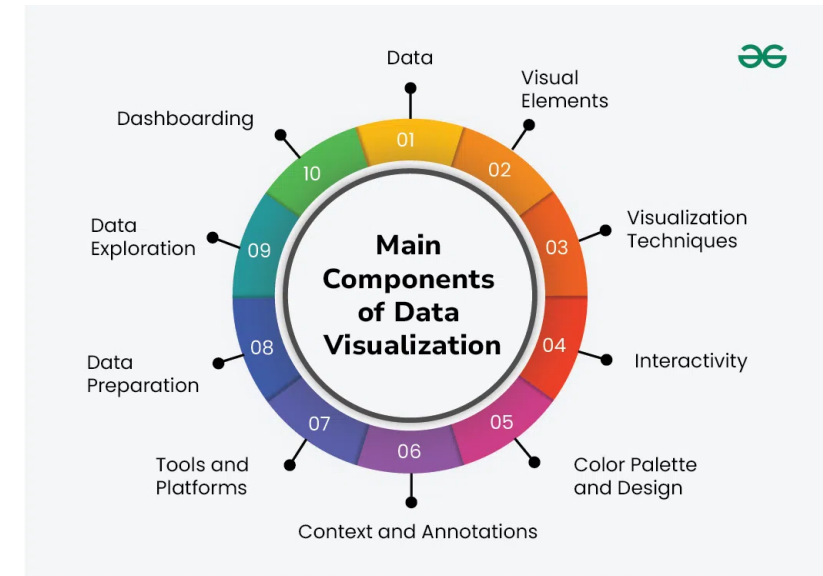 Main
Components
of Data
Visualization
01
Data
02
Visual
Elements
03
Visualization
Techniques
04
Interactivity
05
Color Palette
and Design
06
Context and Annotations
07
Tools and
Platforms
08
Data
Preparation
09
Data
Exploration
10
Dashboarding